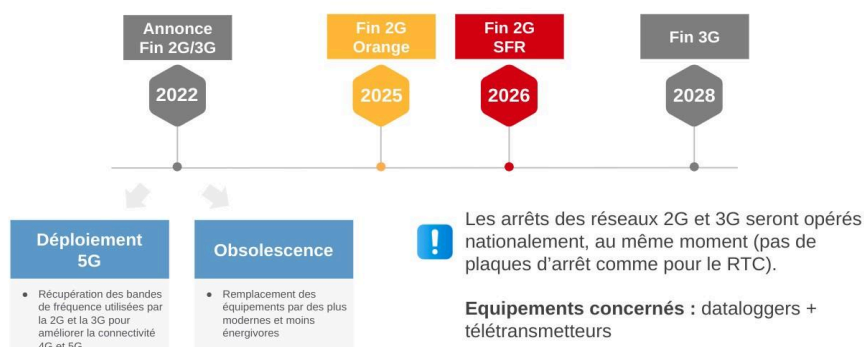 Annonce
Fin 2G/3G
Fin 2G
Orange
Fin 2G
SFR
Fin 3G
2022
2025
2026
2028
Déploiement
5G
Obsolescence
• Récupération des bandes
de fréquence utilisées par
la 2G et la 3G pour
améliorer la connectivité
4G et 5G
• Remplacement des
équipements par des plus
modernes et moins
énergivores
Les arrêts des réseaux 2G et 3G seront opérés
nationalement, au même moment (pas de
plaques d’arrêt comme pour le RTC).
Equipements concernés : dataloggers +
télétransmetteurs